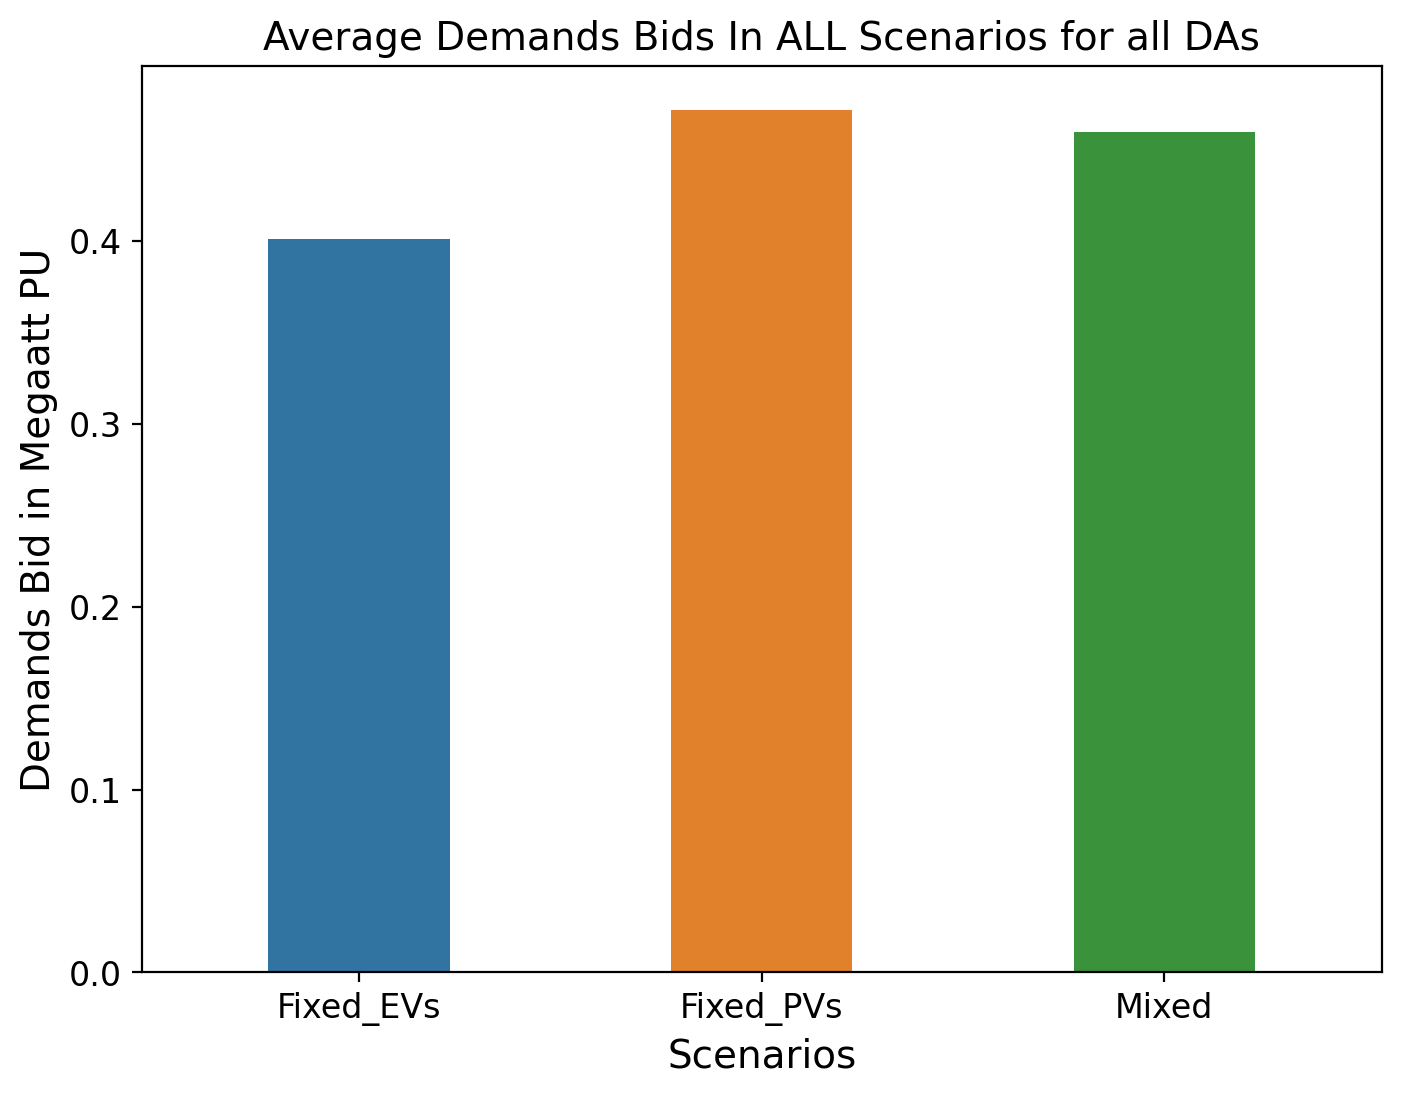 Average Demands Bids In ALL Scenarios for all DAs
Demands Bid in Megaatt PU
0.4
0.3
0.2
0.1
0.0
Fixed_EVs Fixed_PVs Mixed
Scenarios